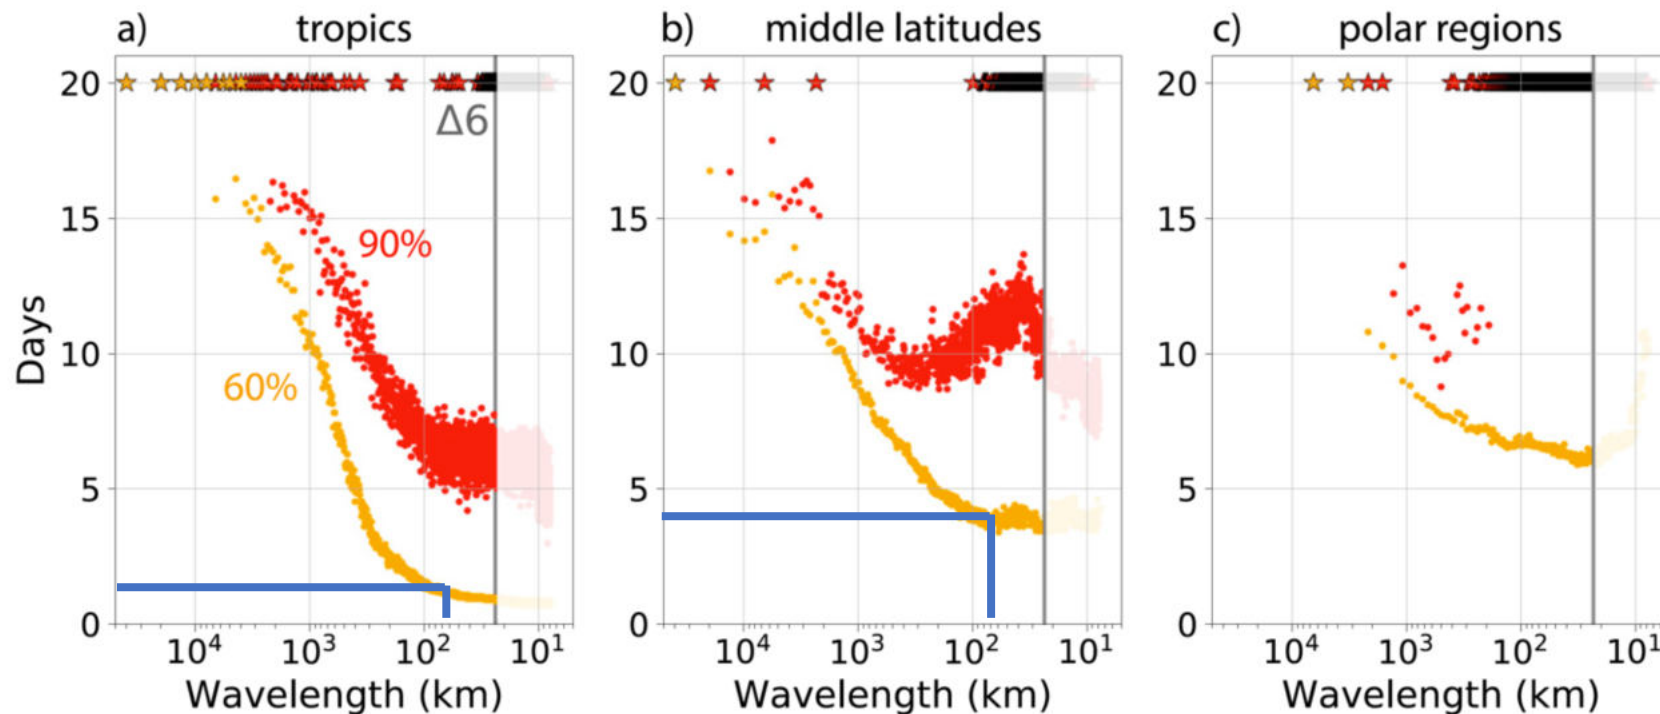 a) tropics
b) middle latitudes
c) polar regions
Days
20
15
10
5
0
Δ6
90%
60%
10⁴ 10³ 10² 10¹
Wavelength (km)
20
15
10
5
0
10⁴ 10³ 10² 10¹
Wavelength (km)
20
15
10
5
0
10⁴ 10³ 10² 10¹
Wavelength (km)